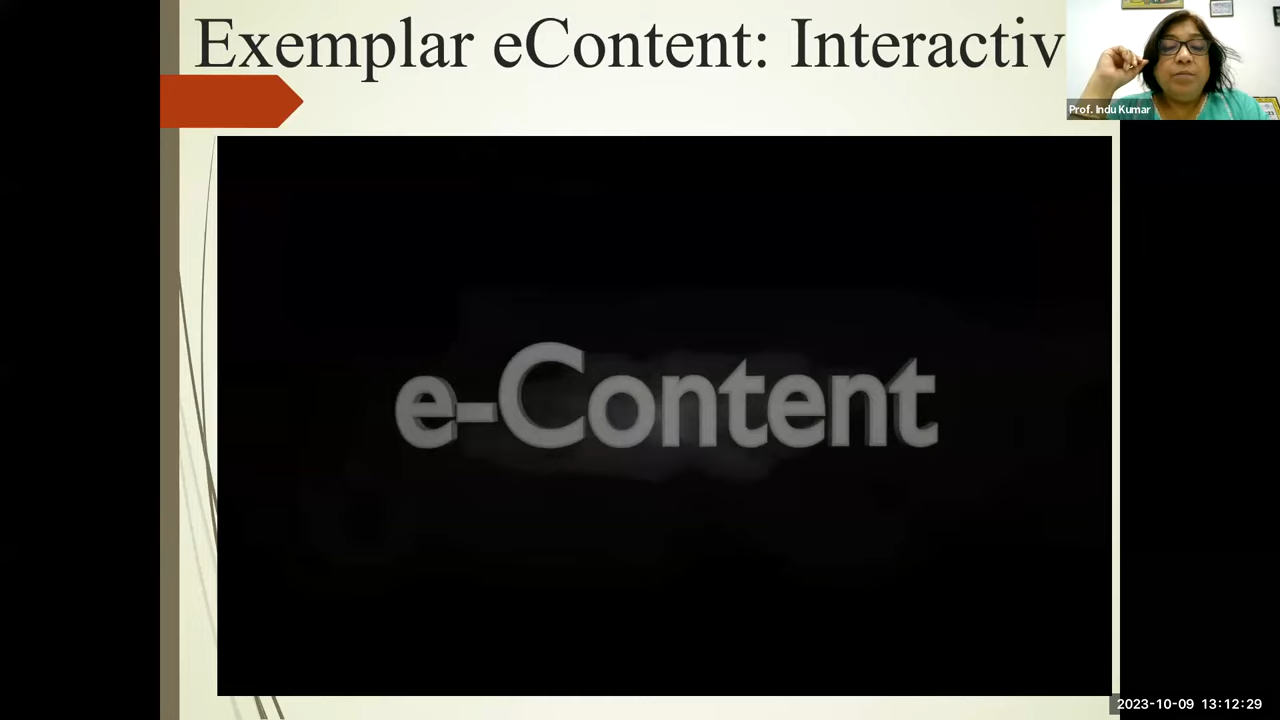 Exemplar eContent: Interactiv
Prof. Indu Kumar
e-Content
2023-10-09 13:12:29